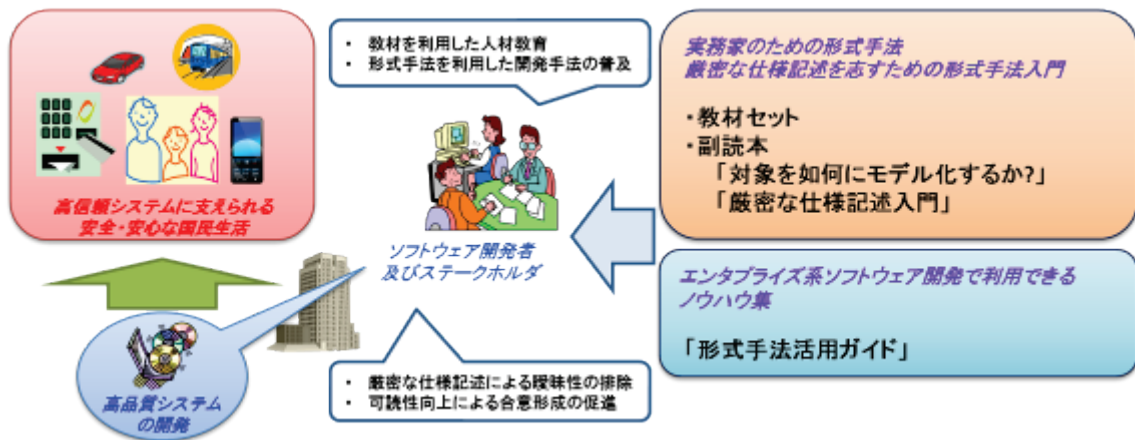 高信頼システムに支えられる
安全・安心な国民生活
高品質システム
の開発
・ 教材を利用した人材教育
・ 形式手法を利用した開発手法の普及
ソフトウェア開発者
及びステークホルダ
・ 厳密な仕様記述による曖昧性の排除
・ 可読性向上による合意形成の促進
実務家のための形式手法
厳密な仕様記述を志すための形式手法入門
・教材セット
・副読本
「対象を如何にモデル化するか?」
「厳密な仕様記述入門」
エンタプライズ系ソフトウェア開発で利用できる
ノウハウ集
「形式手法活用ガイド」